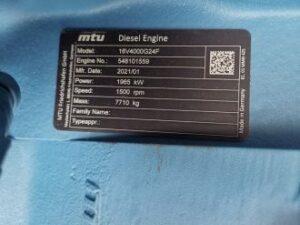 mtu Diesel Engine
Model: 16V4000G24F
Engine No.: 548101559
Mfr. Date: 2021/01
Power: 1965 kW
Speed: 1500 rpm
Mass: 7710 kg
Family Name:
Typeappr.:
MTU Friedrichshafen GmbH
Made in Germany